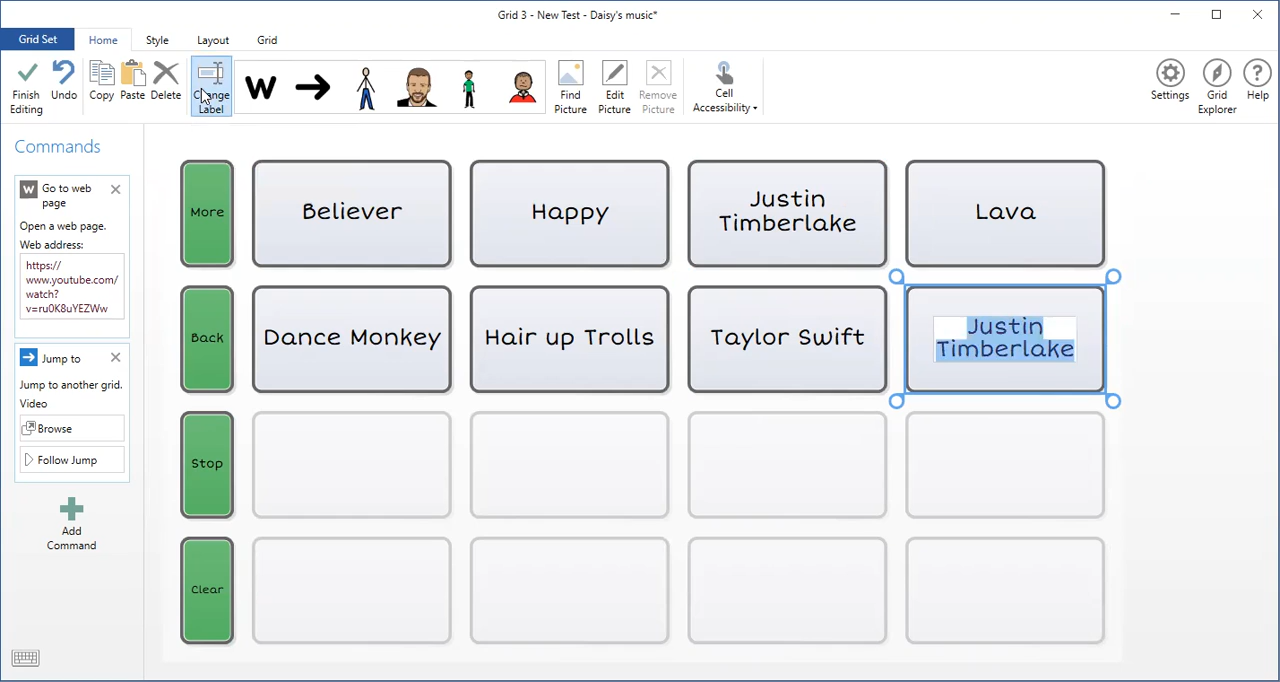 Grid 3 - New Test - Daisy's music*
Grid Set
Home
Style
Layout
Grid
Finish
Editing
Undo
Copy
Paste
Delete
Change
Label
W
Find
Picture
Edit
Picture
Remove
Picture
Cell
Accessibility
Settings
Grid
Explorer
Help
Commands
W
Go to web
page
Open a web page.
Web address:
https://
www.youtube.com/
watch?
v=ru0K8uYEZWw
Jump to
Jump to another grid.
Video
Browse
Follow Jump
Add
Command
More
Believer
Happy
Justin
Timberlake
Lava
Back
Dance Monkey
Hair up Trolls
Taylor Swift
Justin
Timberlake
Stop
Clear